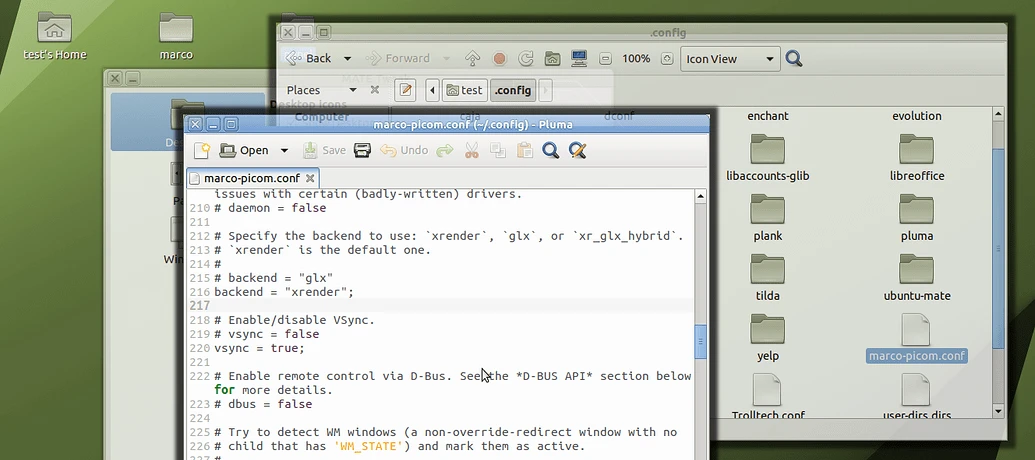 test's Home
marco
.config
Back
Forward
100%
Icon View
Places
test
.config
Desktop icons
Computer
caja
dconf
enchant
evolution
marco-picom.conf (~/.config) - Pluma
Open
Save
Undo
marco-picom.conf
issues with certain (badly-written) drivers.
210 # daemon = false
211
212 # Specify the backend to use: `xrender`, `glx`, or `xr_glx_hybrid`.
213 # `xrender` is the default one.
214 #
215 # backend = "glx"
216 backend = "xrender";
217
218 # Enable/disable VSync.
219 # vsync = false
220 vsync = true;
221
222 # Enable remote control via D-Bus. See the *D-BUS API* section below
for more details.
223 # dbus = false
224
225 # Try to detect WM windows (a non-override-redirect window with no
226 # child that has 'WM_STATE') and mark them as active.
libaccounts-glib
libreoffice
plank
pluma
tilda
ubuntu-mate
yelp
marco-picom.conf
Trolltech.conf
user-dirs.dirs